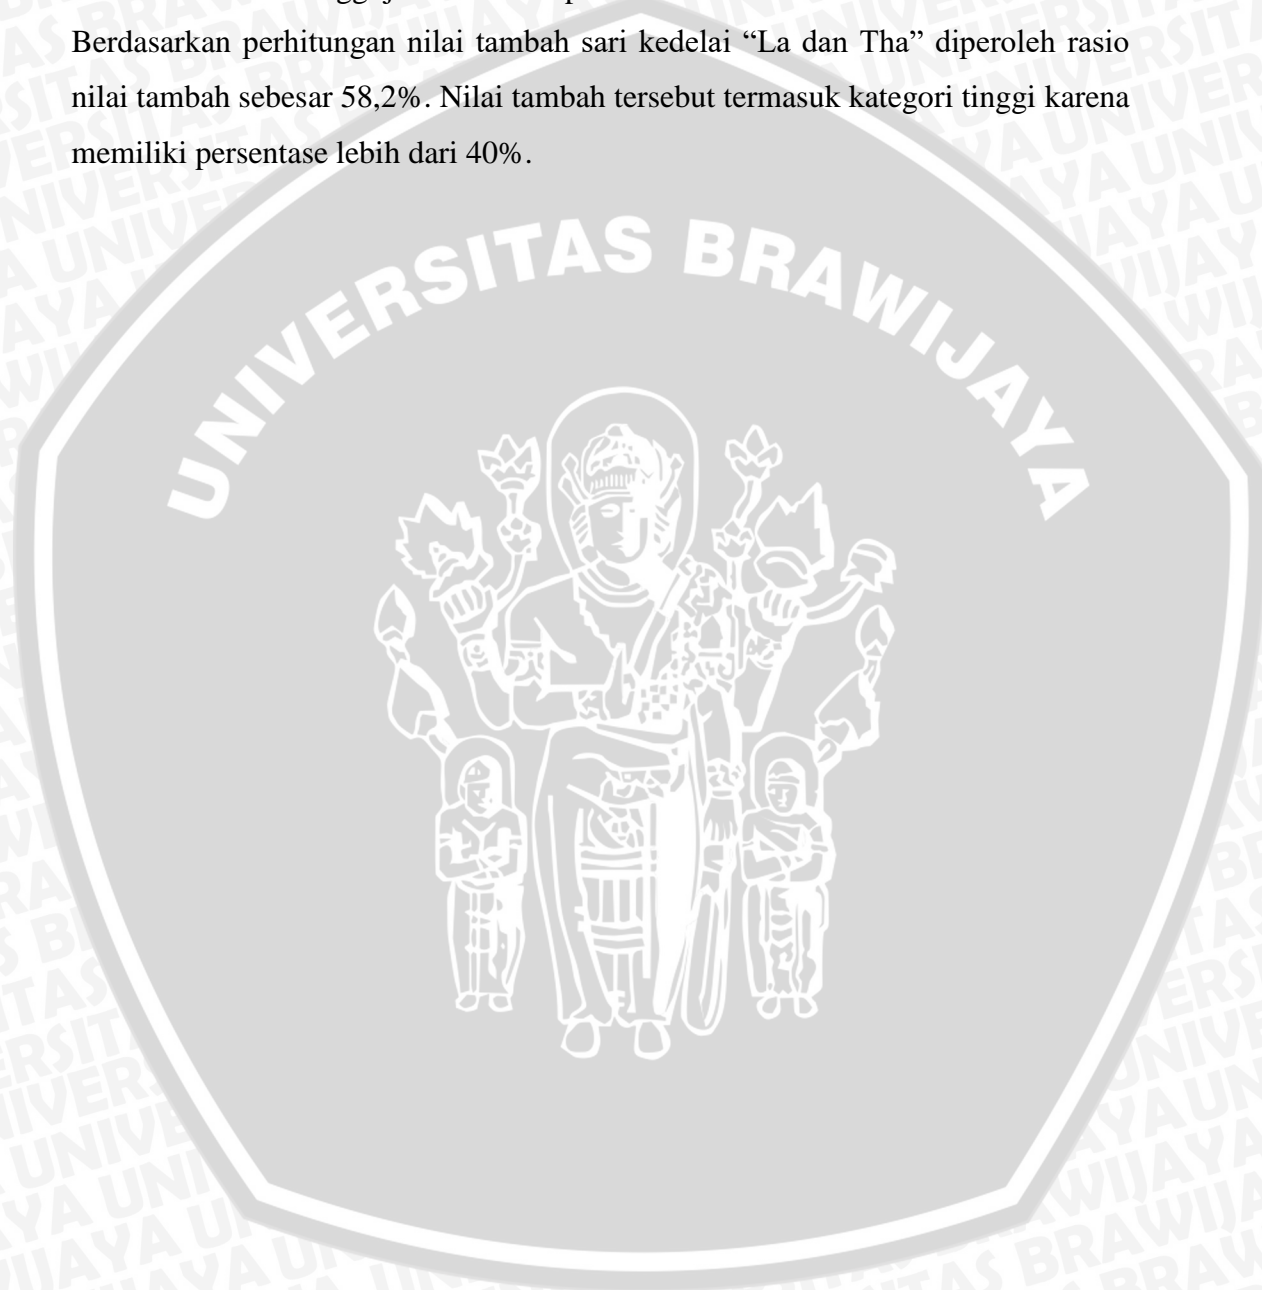 Berdasarkan perhitungan nilai tambah sari kedelai “La dan Tha” diperoleh rasio
nilai tambah sebesar 58,2%. Nilai tambah tersebut termasuk kategori tinggi karena
memiliki persentase lebih dari 40%.
UNIVERSITAS BRAWIJAYA